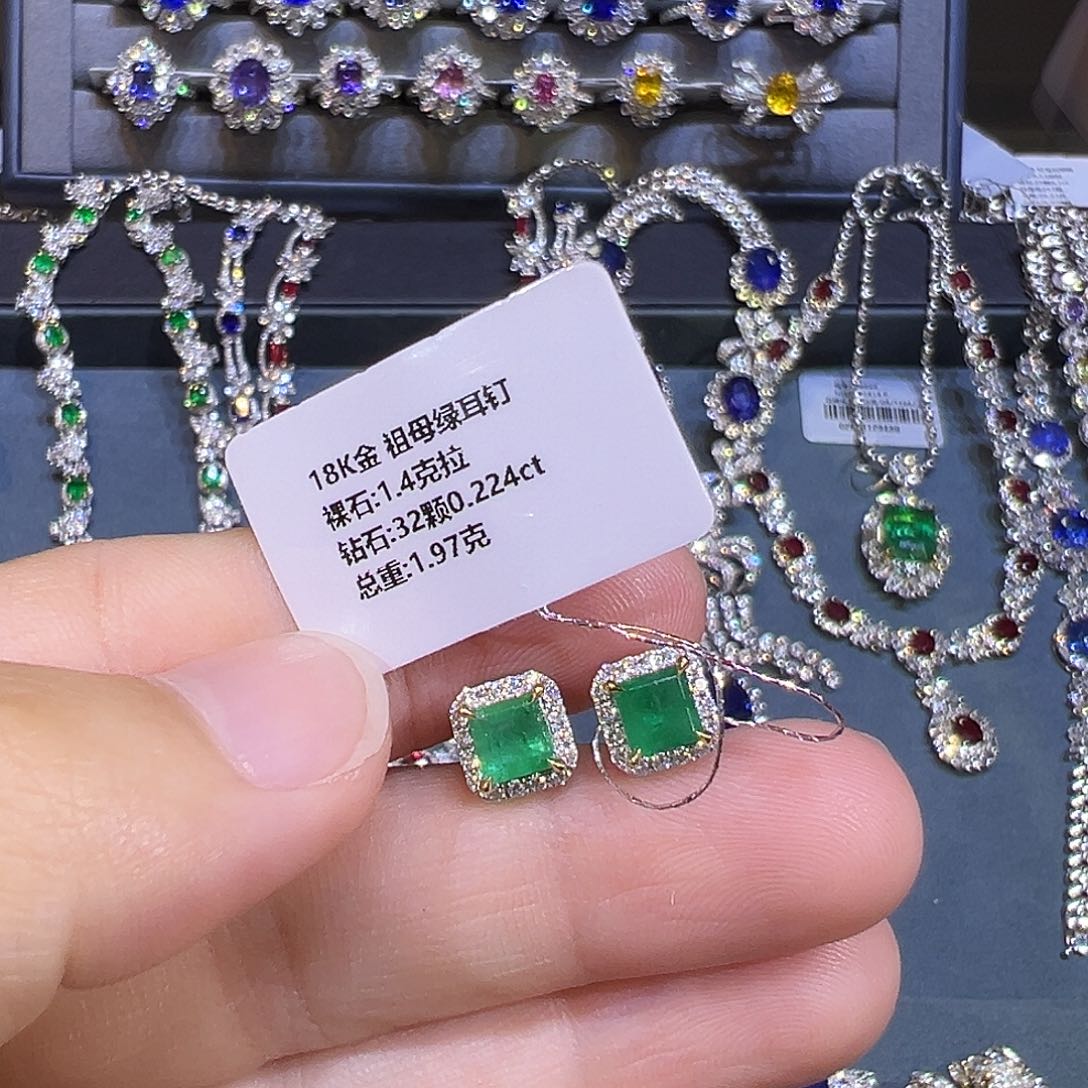 18K金 祖母绿耳钉
裸石:1.4克拉
钻石:32颗0.224ct
总重:1.97克